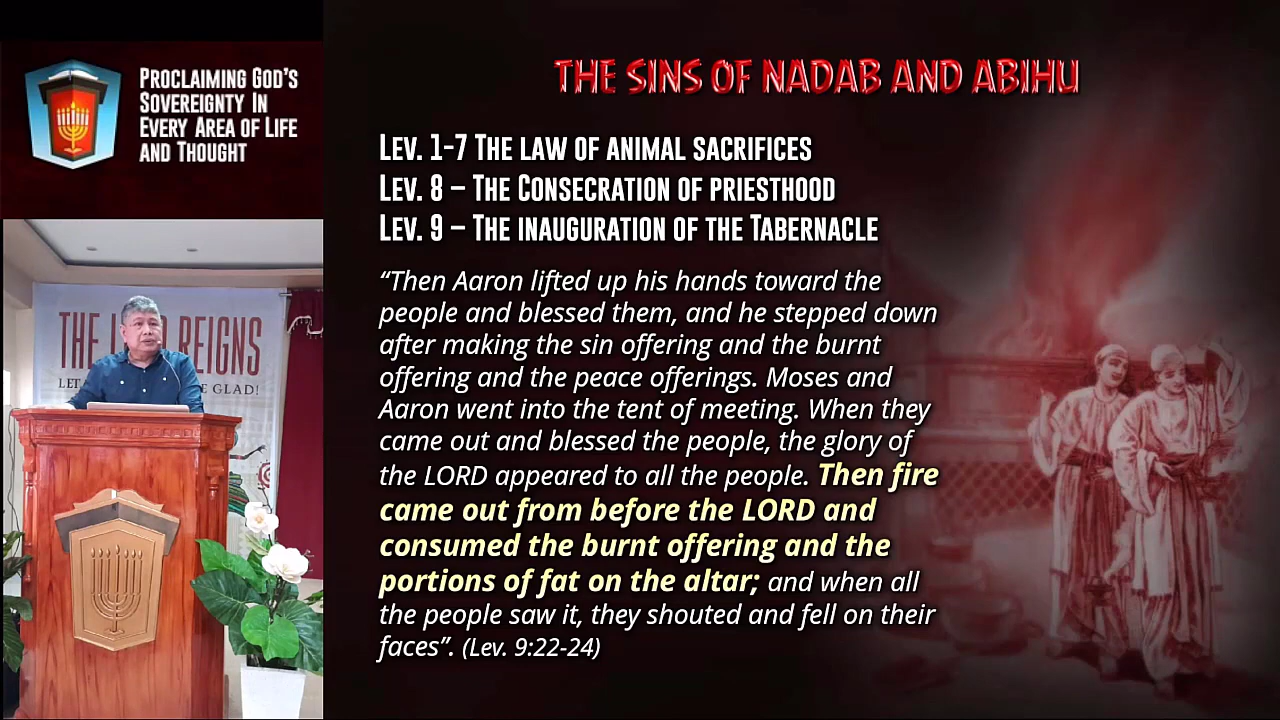 PROCLAIMING GOD'S
SOVEREIGNTY IN
EVERY AREA OF LIFE
AND THOUGHT
THE REIGNS
LET GLAD!
THE SINS OF NADAB AND ABIHU
LEV. 1-7 THE LAW OF ANIMAL SACRIFICES
LEV. 8 – THE CONSECRATION OF PRIESTHOOD
LEV. 9 – THE INAUGURATION OF THE TABERNACLE
“Then Aaron lifted up his hands toward the
people and blessed them, and he stepped down
after making the sin offering and the burnt
offering and the peace offerings. Moses and
Aaron went into the tent of meeting. When they
came out and blessed the people, the glory of
the LORD appeared to all the people. Then fire
came out from before the LORD and
consumed the burnt offering and the
portions of fat on the altar; and when all
the people saw it, they shouted and fell on their
faces”. (Lev. 9:22-24)